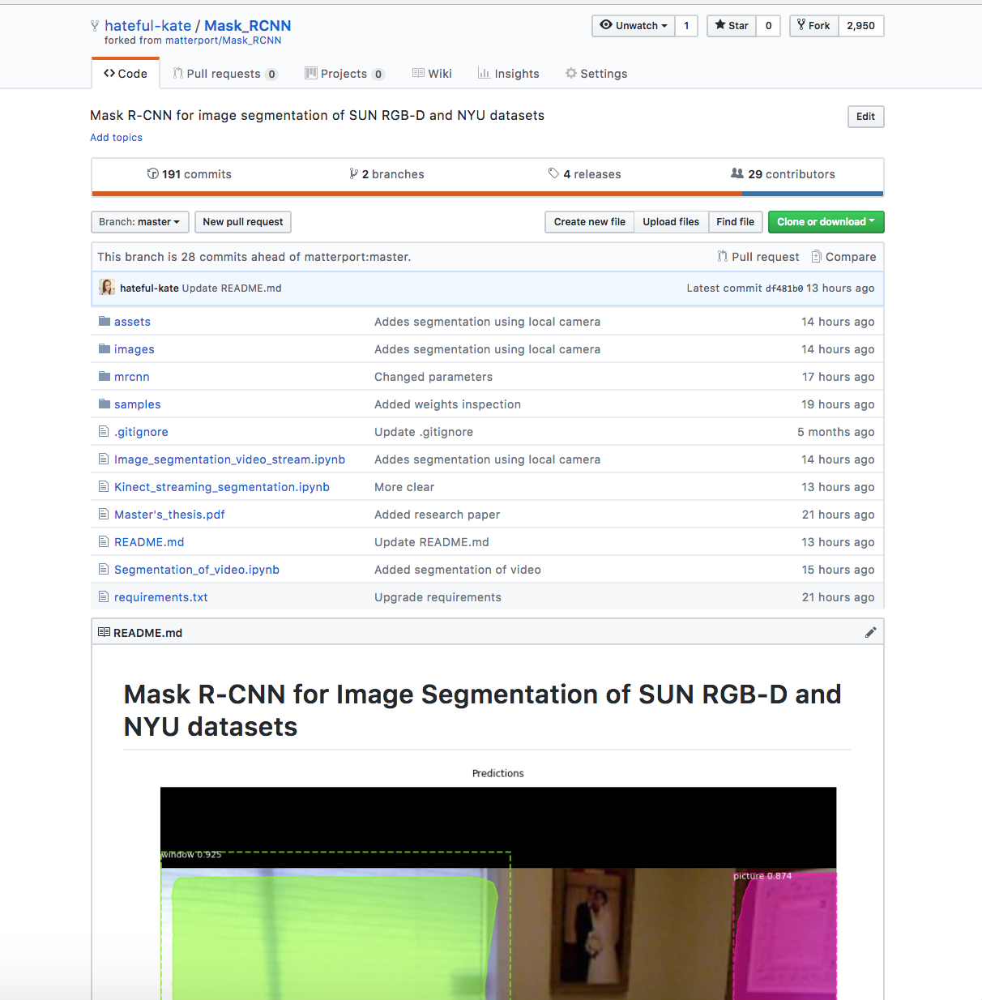 hateful-kate / Mask_RCNN
forked from matterport/Mask_RCNN
Unwatch 1 Star 0 Fork 2,950
Code Pull requests 0 Projects 0 Wiki Insights Settings
Mask R-CNN for image segmentation of SUN RGB-D and NYU datasets
Edit
Add topics
191 commits 2 branches 4 releases 29 contributors
Branch: master New pull request Create new file Upload files Find file Clone or download
This branch is 28 commits ahead of matterport:master. Pull request Compare
hateful-kate Update README.md Latest commit df481b0 13 hours ago
assets Addes segmentation using local camera 14 hours ago
images Addes segmentation using local camera 14 hours ago
mrcnn Changed parameters 17 hours ago
samples Added weights inspection 19 hours ago
.gitignore Update .gitignore 5 months ago
Image_segmentation_video_stream.ipynb Addes segmentation using local camera 14 hours ago
Kinect_streaming_segmentation.ipynb More clear 13 hours ago
Master's_thesis.pdf Added research paper 21 hours ago
README.md Update README.md 13 hours ago
Segmentation_of_video.ipynb Added segmentation of video 15 hours ago
requirements.txt Upgrade requirements 21 hours ago
README.md
Mask R-CNN for Image Segmentation of SUN RGB-D and
NYU datasets
Predictions
window 0.925
picture 0.874